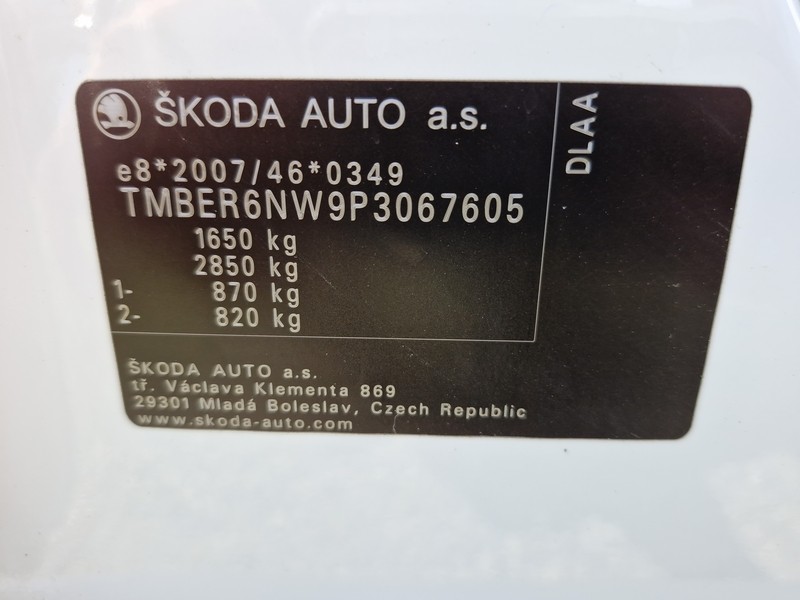 ŠKODA AUTO a.s.
DLAA
e8*2007/46*0349
TMBER6NW9P3067605
1650 kg
2850 kg
1- 870 kg
2- 820 kg
ŠKODA AUTO a.s.
tř. Václava Klementa 869
29301 Mladá Boleslav, Czech Republic
www.skoda-auto.com